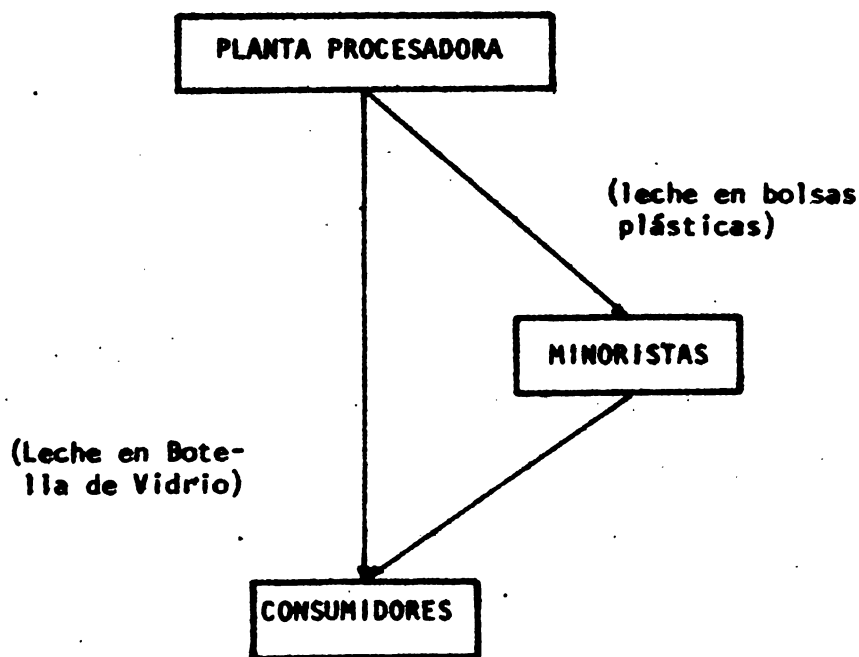 PLANTA PROCESADORA
(leche en bolsas
plásticas)
MINORISTAS
(Leche en Bote-
lla de Vidrio)
CONSUMIDORES